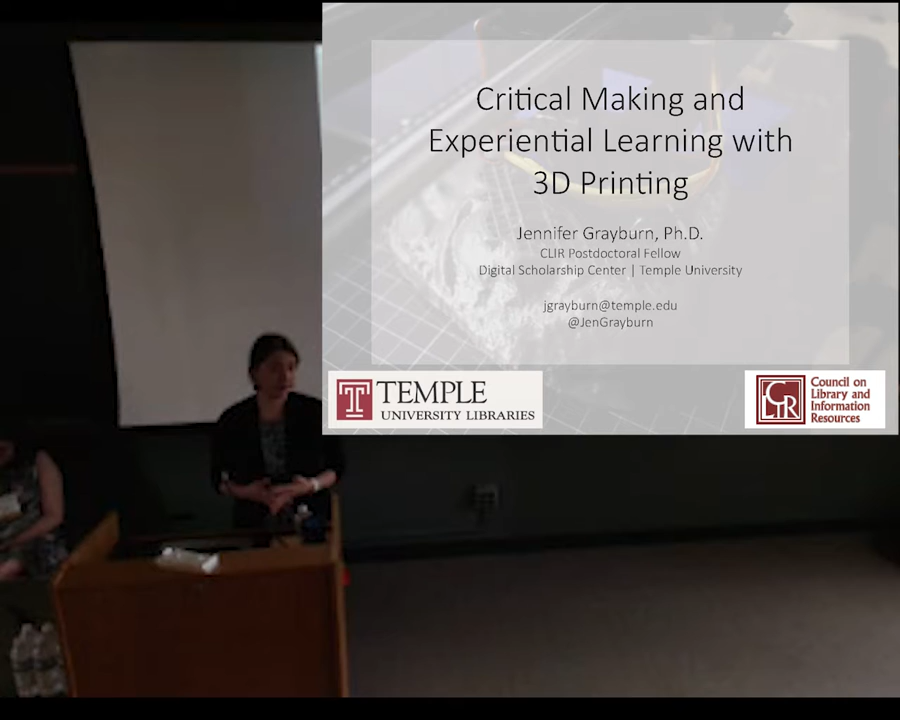 Critical Making and
Experiential Learning with
3D Printing
Jennifer Grayburn, Ph.D.
CLIR Postdoctoral Fellow
Digital Scholarship Center | Temple University
jgrayburn@temple.edu
@JenGrayburn
TEMPLE
UNIVERSITY LIBRARIES
CLIR
Council on
Library and
Information
Resources